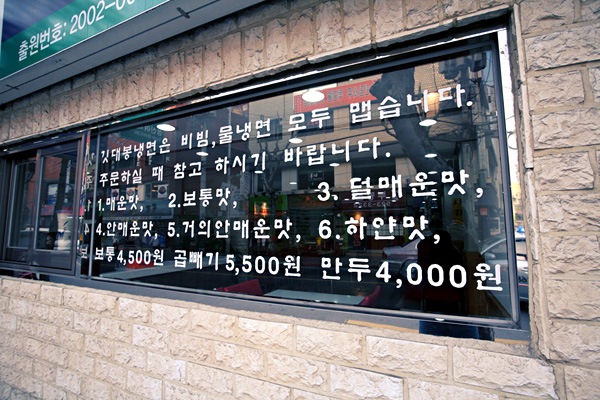 출원번호: 2002-00
깃대봉냉면은 비빔,물냉면 모두 맵습니다.
주문하실 때 참고 하시기 바랍니다.
1.매운맛, 2.보통맛, 3.덜매운맛,
4.안매운맛, 5.거의안매운맛, 6.하얀맛,
보통4,500원 곱빼기5,500원 만두4,000원